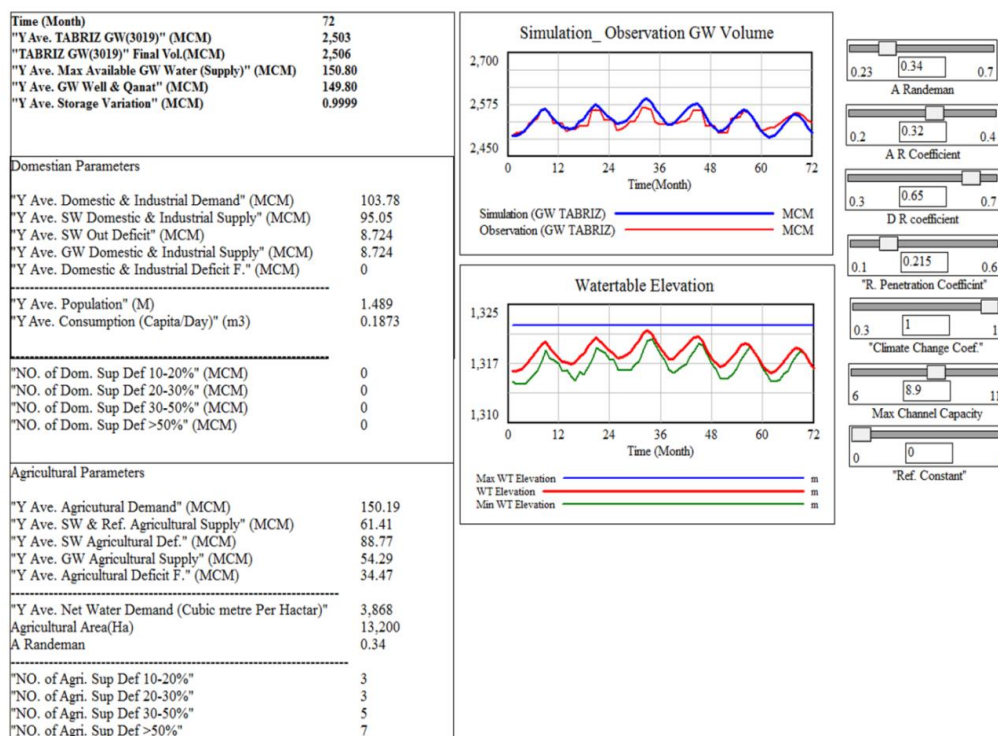 Time (Month) 72
"Y Ave. TABRIZ GW(3019)" (MCM) 2,503
"TABRIZ GW(3019)" Final Vol.(MCM) 2,506
"Y Ave. Max Available GW Water (Supply)" (MCM) 150.80
"Y Ave. GW Well & Qanat" (MCM) 149.80
"Y Ave. Storage Variation" (MCM) 0.9999
Domestian Parameters
"Y Ave. Domestic & Industrial Demand" (MCM) 103.78
"Y Ave. SW Domestic & Industrial Supply" (MCM) 95.05
"Y Ave. SW Out Deficit" (MCM) 8.724
"Y Ave. GW Domestic & Industrial Supply" (MCM) 8.724
"Y Ave. Domestic & Industrial Deficit F." (MCM) 0
"Y Ave. Population" (M) 1.489
"Y Ave. Consumption (Capita/Day)" (m3) 0.1873
"NO. of Dom. Sup Def 10-20%" (MCM) 0
"NO. of Dom. Sup Def 20-30%" (MCM) 0
"NO. of Dom. Sup Def 30-50%" (MCM) 0
"NO. of Dom. Sup Def >50%" (MCM) 0
Agricultural Parameters
"Y Ave. Agricutural Demand" (MCM) 150.19
"Y Ave. SW & Ref. Agricultural Supply" (MCM) 61.41
"Y Ave. SW Agricultural Def." (MCM) 88.77
"Y Ave. GW Agricultural Supply" (MCM) 54.29
"Y Ave. Agricultural Deficit F." (MCM) 34.47
"Y Ave. Net Water Demand (Cubic metre Per Hactar)" 3,868
Agricultural Area(Ha) 13,200
A Randeman 0.34
"NO. of Agri. Sup Def 10-20%" 3
"NO. of Agri. Sup Def 20-30%" 3
"NO. of Agri. Sup Def 30-50%" 5
"NO. of Agri. Sup Def >50%" 7
Simulation_ Observation GW Volume
2,700
2,575
2,450
0 12 24 36 48 60 72
Time(Month)
Simulation (GW TABRIZ) MCM
Observation (GW TABRIZ) MCM
Watertable Elevation
1,325
1,317
1,310
0 12 24 36 48 60 72
Time (Month)
Max WT Elevation m
WT Elevation m
Min WT Elevation m
0.23 0.34 0.7
A Randeman
0.2 0.32 0.4
A R Coefficient
0.3 0.65 0.7
D R coefficient
0.1 0.215 0.6
"R. Penetration Coefficint"
0.3 1 1
"Climate Change Coef."
6 8.9 11
Max Channel Capacity
0 0
"Ref. Constant"